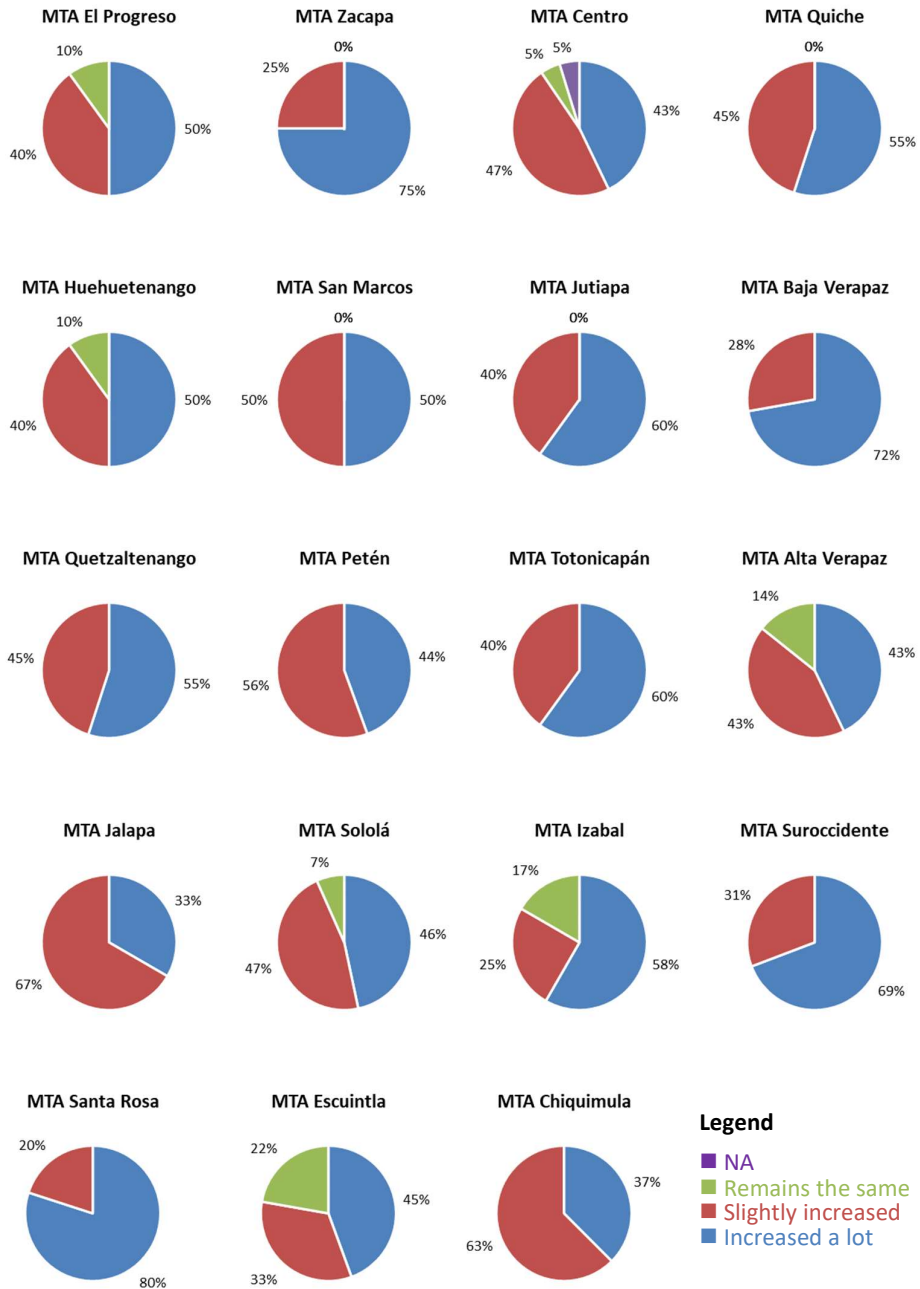 MTA El Progreso
10%
50%
40%
MTA Zacapa
0%
25%
75%
MTA Centro
5%
5%
43%
47%
MTA Quiche
0%
45%
55%
MTA Huehuetenango
10%
50%
40%
MTA San Marcos
0%
50%
50%
MTA Jutiapa
0%
40%
60%
MTA Baja Verapaz
28%
72%
MTA Quetzaltenango
45%
55%
MTA Petén
44%
56%
MTA Totonicapán
40%
60%
MTA Alta Verapaz
14%
43%
43%
MTA Jalapa
33%
67%
MTA Sololá
7%
46%
47%
MTA Izabal
17%
25%
58%
MTA Suroccidente
31%
69%
MTA Santa Rosa
20%
80%
MTA Escuintla
22%
45%
33%
MTA Chiquimula
37%
63%
Legend
NA
Remains the same
Slightly increased
Increased a lot